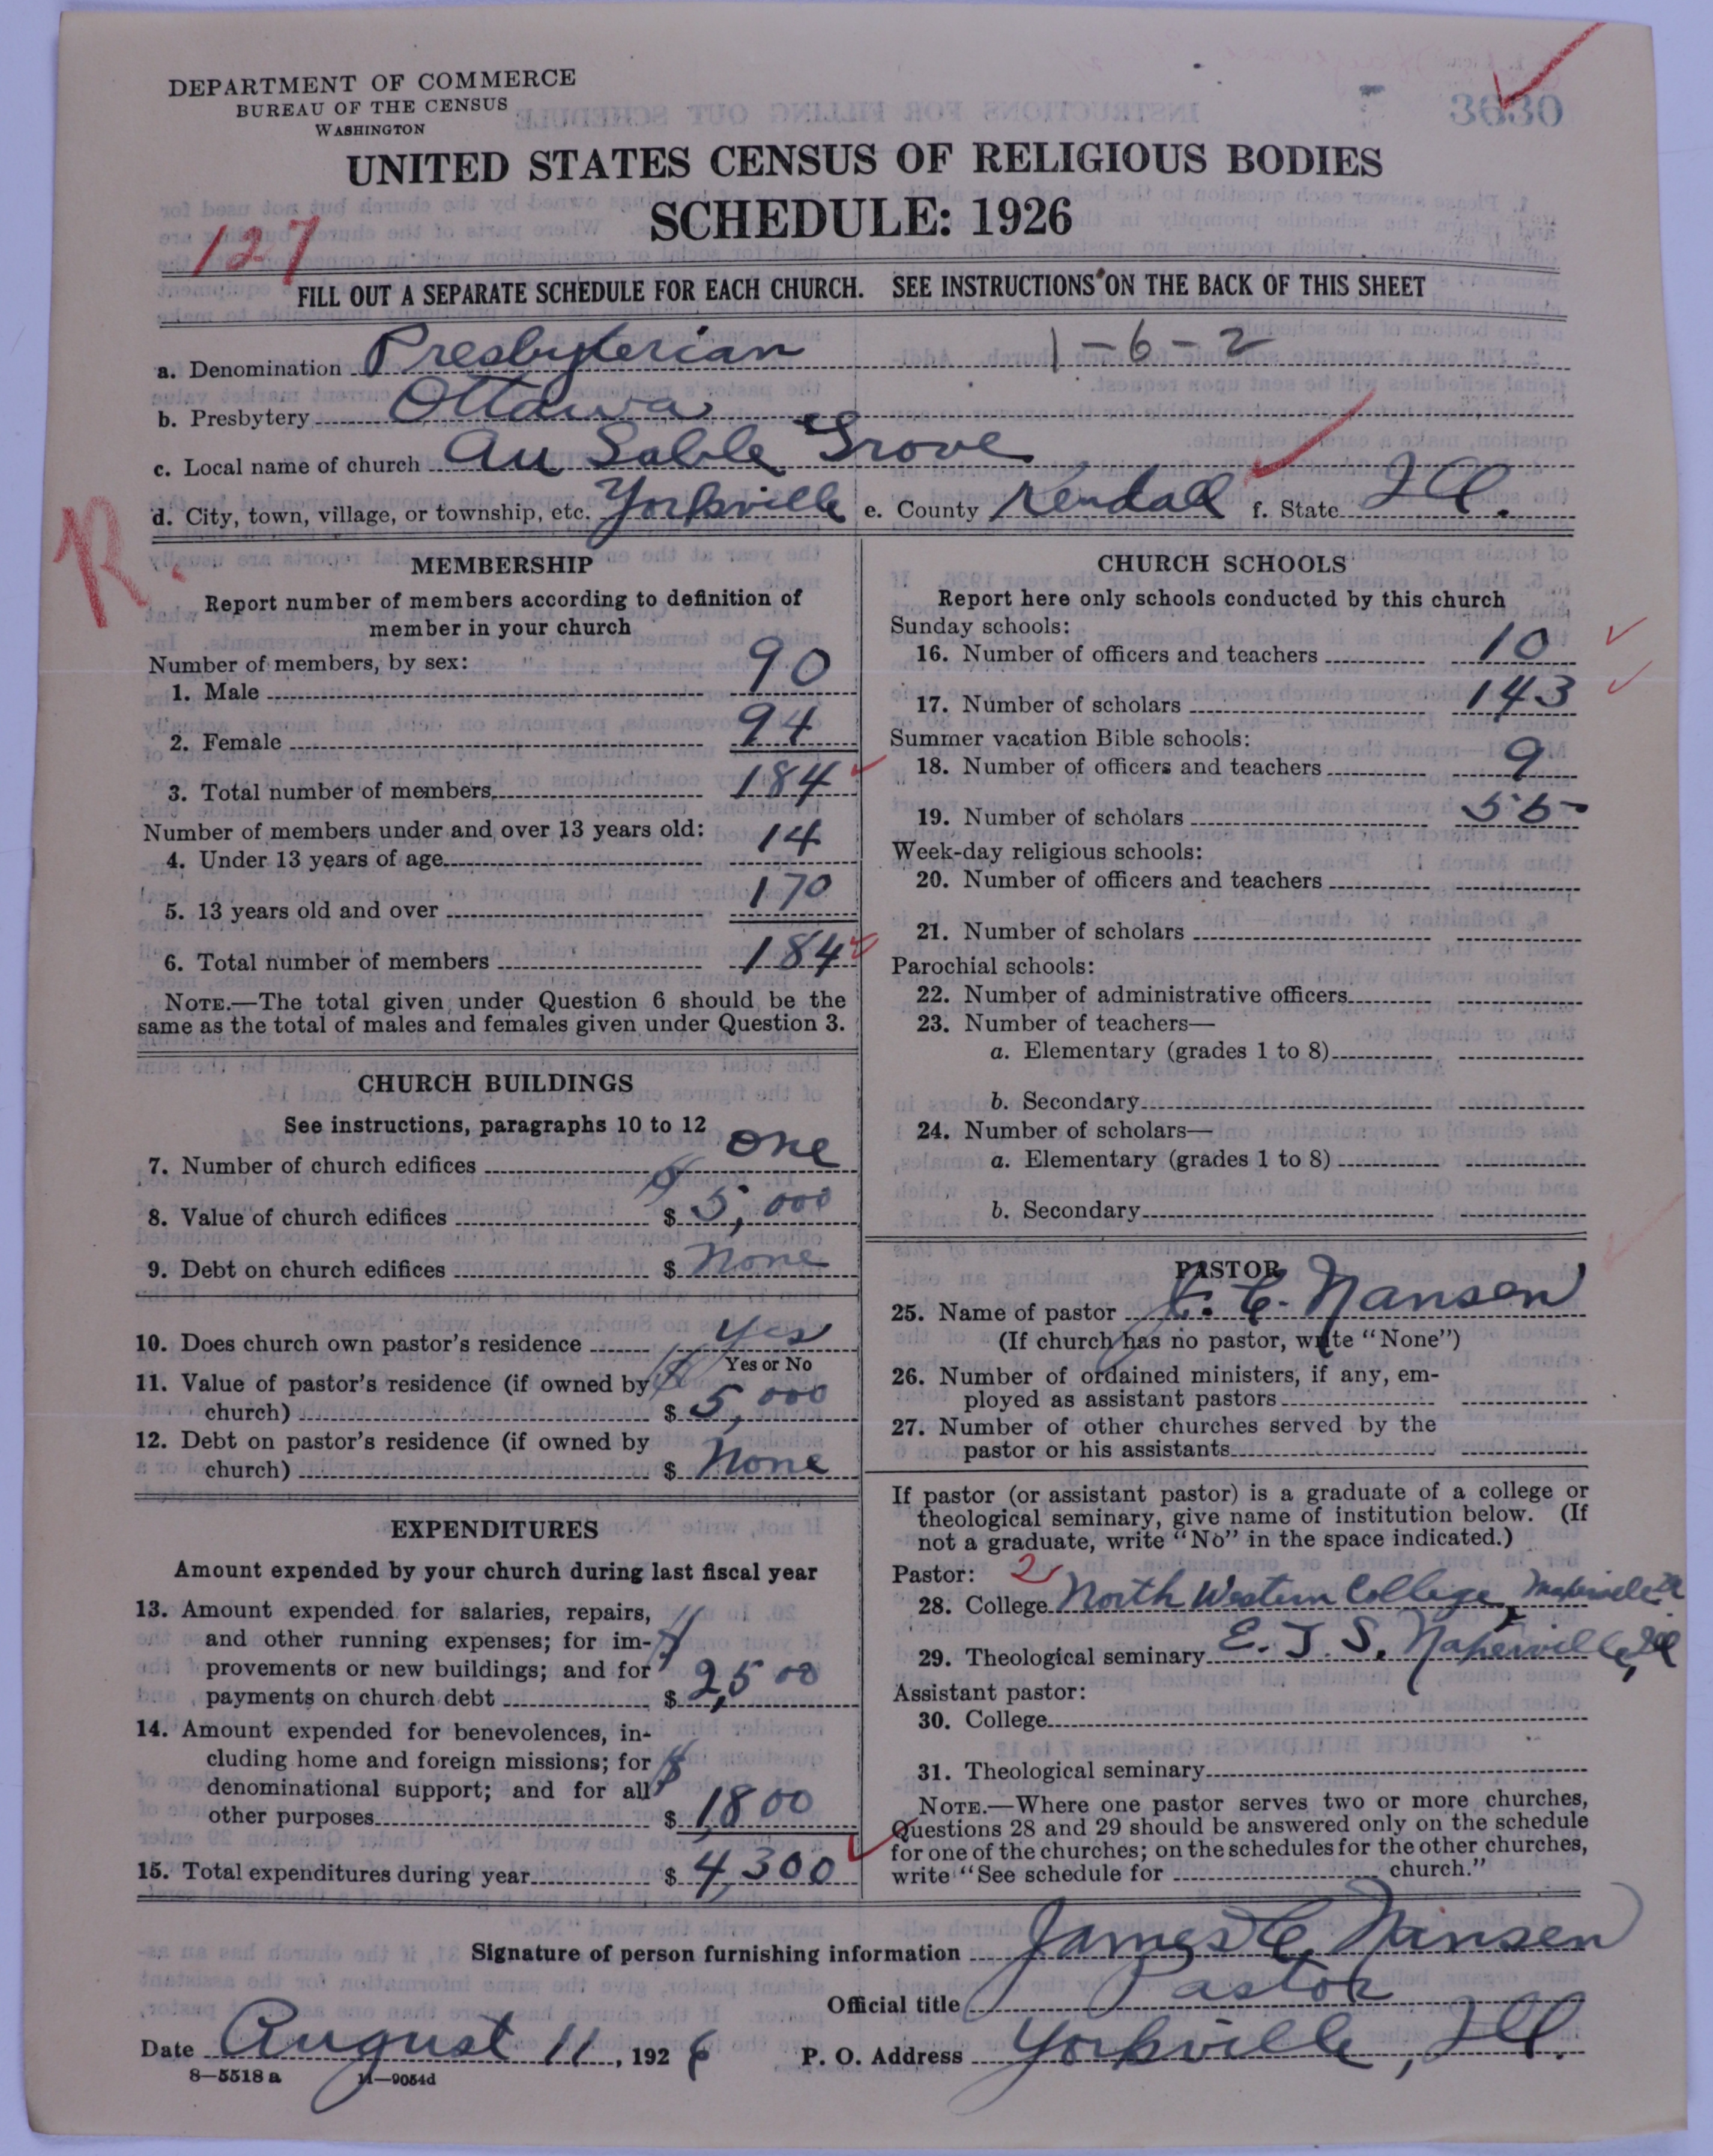 DEPARTMENT OF COMMERCE
BUREAU OF THE CENSUS
WASHINGTON
3630
UNITED STATES CENSUS OF RELIGIOUS BODIES
SCHEDULE: 1926
127
FILL OUT A SEPARATE SCHEDULE FOR EACH CHURCH. SEE INSTRUCTIONS ON THE BACK OF THIS SHEET
a. Denomination Presbyterian 1-6-2
b. Presbytery Ottawa
c. Local name of church Au Sable Grove
d. City, town, village, or township, etc. Yorkville e. County Kendall f. State Ill.
R.
MEMBERSHIP
Report number of members according to definition of
member in your church
Number of members, by sex:
1. Male 90
2. Female 94
3. Total number of members 184
Number of members under and over 13 years old:
4. Under 13 years of age 14
5. 13 years old and over 170
6. Total number of members 184
NOTE.—The total given under Question 6 should be the
same as the total of males and females given under Question 3.
CHURCH BUILDINGS
See instructions, paragraphs 10 to 12
7. Number of church edifices one
8. Value of church edifices $ 5,000
9. Debt on church edifices $ None
10. Does church own pastor's residence Yes
Yes or No
11. Value of pastor's residence (if owned by
church) $ 5,000
12. Debt on pastor's residence (if owned by
church) $ None
EXPENDITURES
Amount expended by your church during last fiscal year
13. Amount expended for salaries, repairs,
and other running expenses; for im-
provements or new buildings; and for
payments on church debt $ 2,500
14. Amount expended for benevolences, in-
cluding home and foreign missions; for
denominational support; and for all
other purposes $ 1,800
15. Total expenditures during year $ 4,300
CHURCH SCHOOLS
Report here only schools conducted by this church
Sunday schools:
16. Number of officers and teachers 10
17. Number of scholars 143
Summer vacation Bible schools:
18. Number of officers and teachers 9
19. Number of scholars 55
Week-day religious schools:
20. Number of officers and teachers
21. Number of scholars
Parochial schools:
22. Number of administrative officers
23. Number of teachers—
a. Elementary (grades 1 to 8)
b. Secondary
24. Number of scholars—
a. Elementary (grades 1 to 8)
b. Secondary
PASTOR
25. Name of pastor J. C. Nansen
(If church has no pastor, write "None")
26. Number of ordained ministers, if any, em-
ployed as assistant pastors
27. Number of other churches served by the
pastor or his assistants
If pastor (or assistant pastor) is a graduate of a college or
theological seminary, give name of institution below. (If
not a graduate, write "No" in the space indicated.)
Pastor: 2
28. College North Western College, Naperville Ill
29. Theological seminary E. T. S. Naperville, Ill
Assistant pastor:
30. College
31. Theological seminary
NOTE.—Where one pastor serves two or more churches,
Questions 28 and 29 should be answered only on the schedule
for one of the churches; on the schedules for the other churches,
write "See schedule for church."
Signature of person furnishing information James C. Nansen
Official title Pastor
Date August 11, 1926 P. O. Address Yorkville, Ill.
8—5518 a 11—9054d